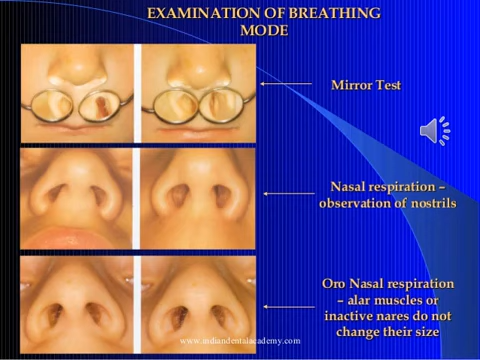 EXAMINATION OF BREATHING
MODE
Mirror Test
Nasal respiration –
observation of nostrils
Oro Nasal respiration
– alar muscles or
inactive nares do not
change their size
www.indiandentalacademy.com